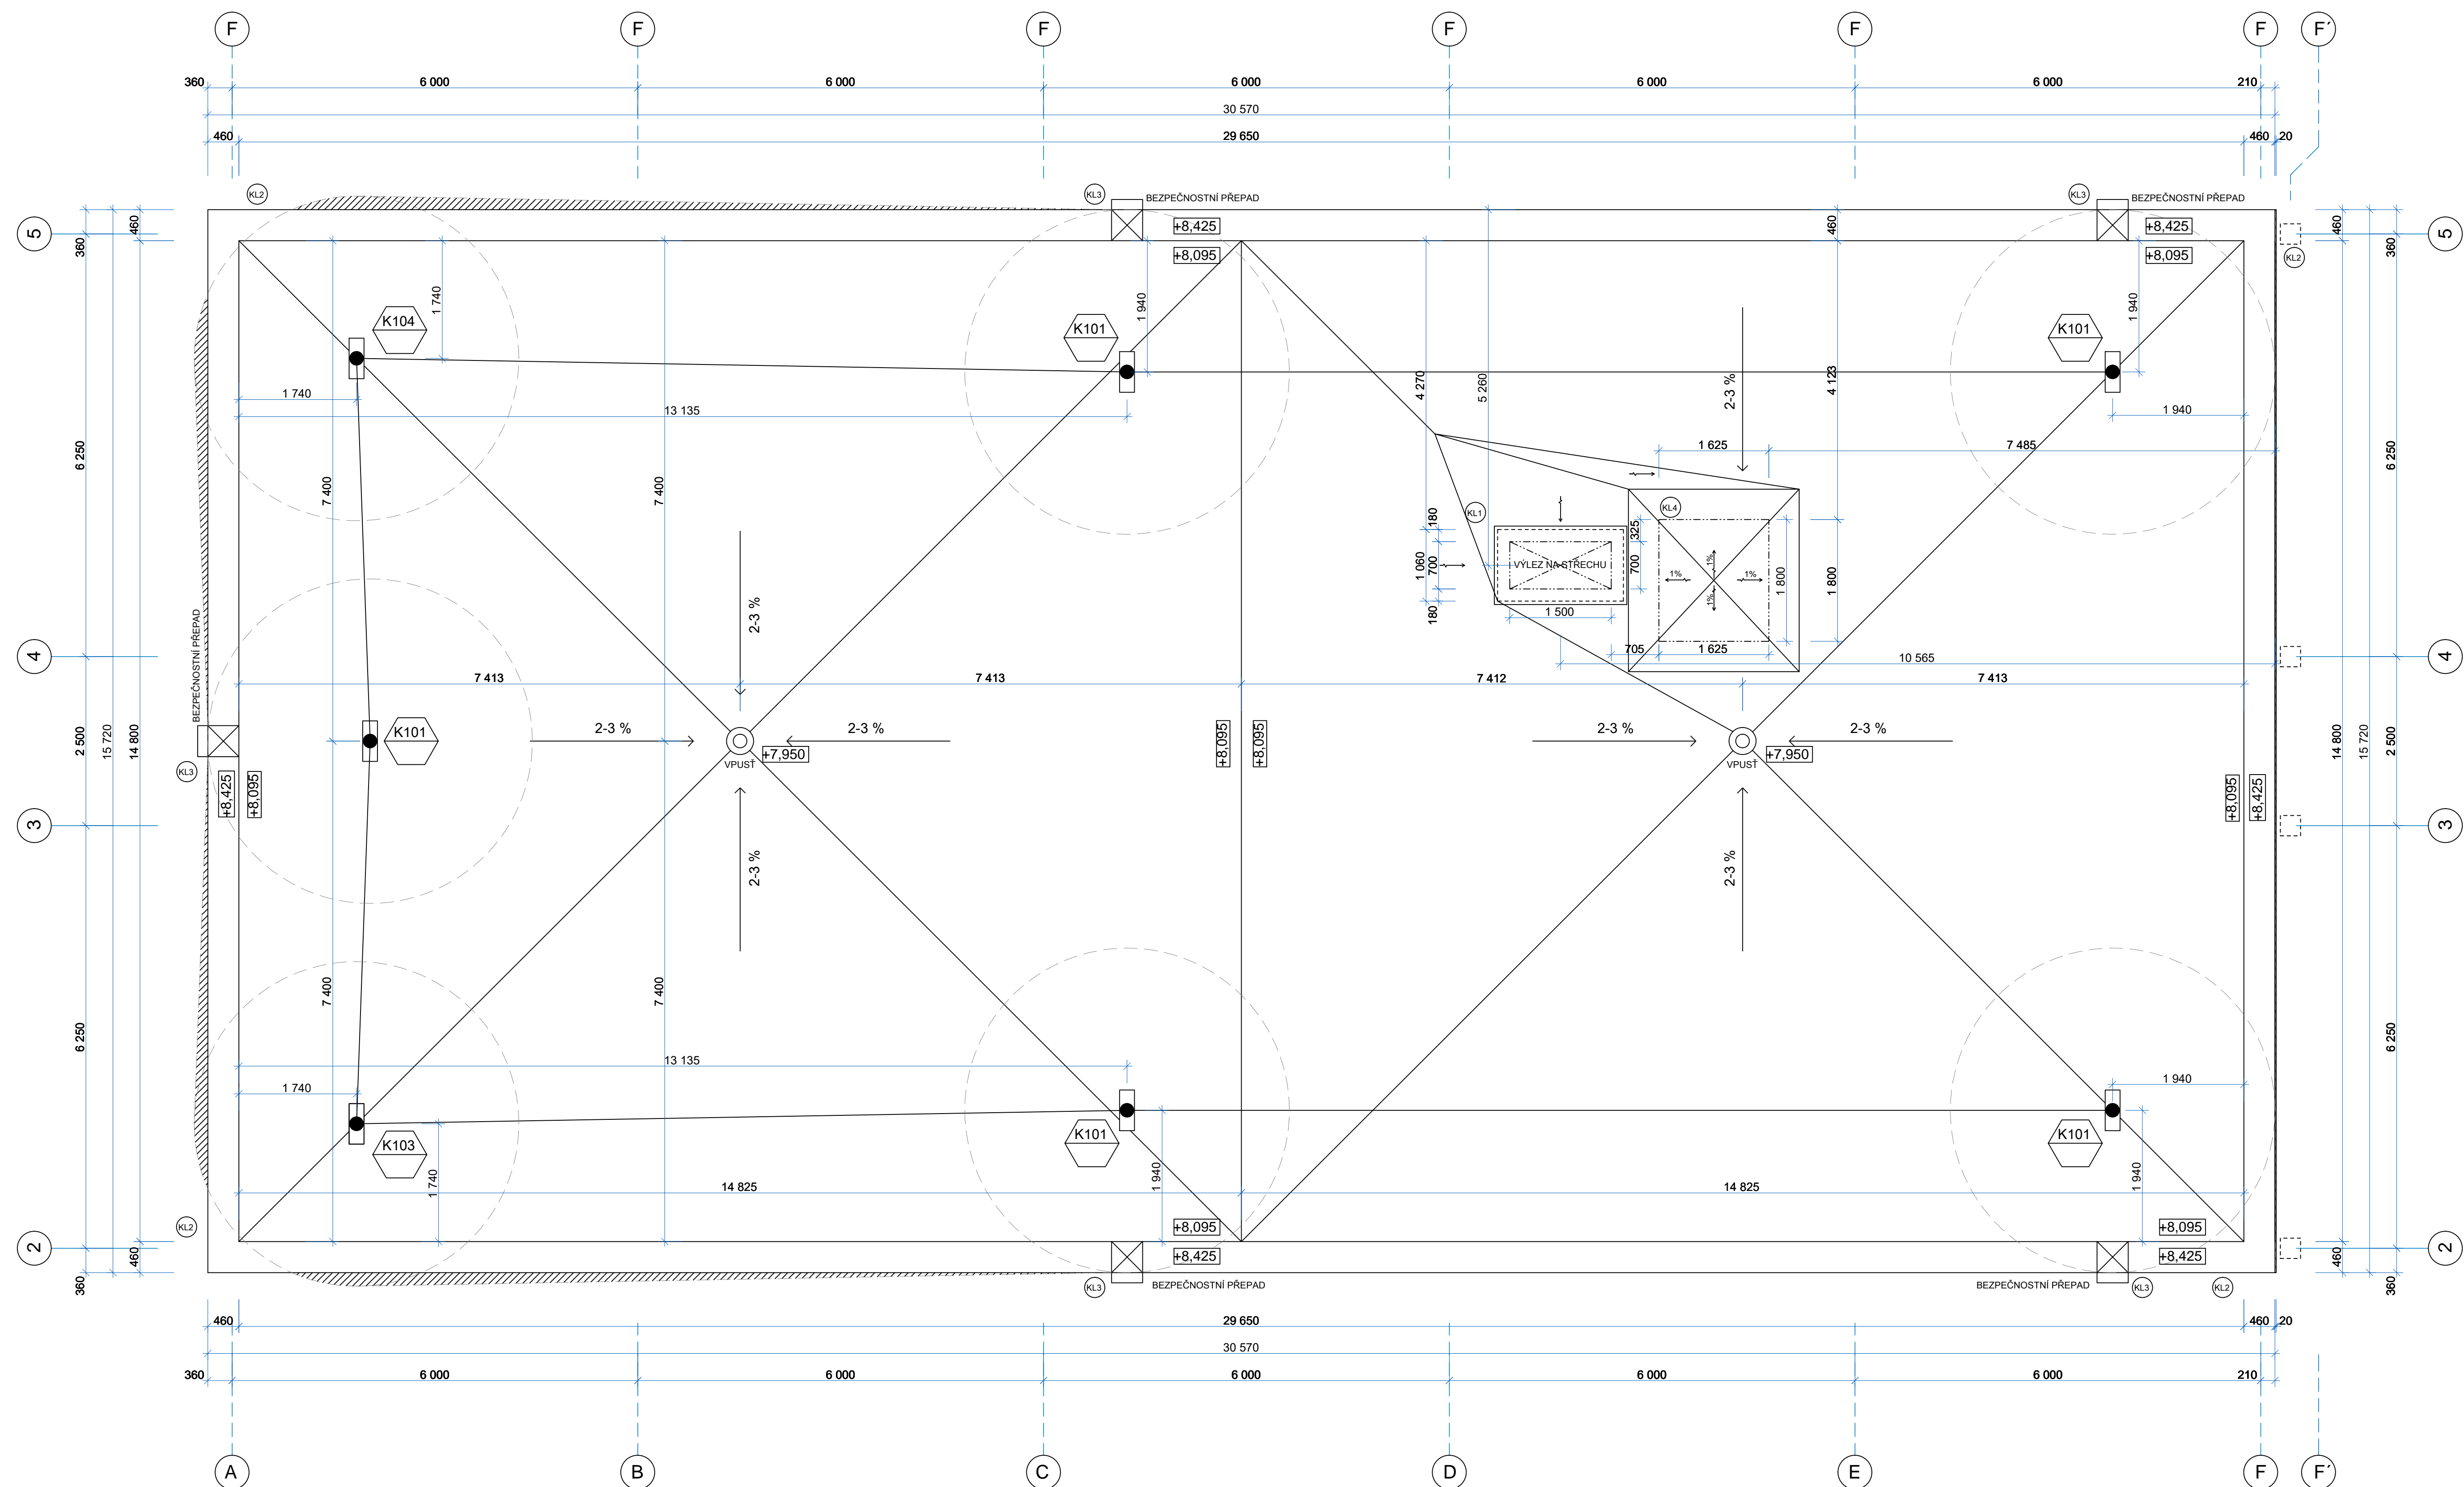 F F F F F F F´
360 6 000 6 000 6 000 6 000 6 000 210
30 570
460 29 650 460 20
KL2 KL3 BEZPEČNOSTNÍ PŘEPAD KL3 BEZPEČNOSTNÍ PŘEPAD
5 360 460 +8,425 460 +8,425 460 360 5
+8,095 +8,095 KL2
K104 1 740 1 940 K101 K101 1 940
1 740 13 135 4 270 5 260 2-3 % 4 123 1 940
6 250 1 625 7 485 6 250
7 400 7 400
KL1 KL4
180 325
1 060 700 VÝLEZ NA STŘECHU 700 1% 1% 1% 1% 1 800 1 800
180 1 500
2-3 %
BEZPEČNOSTNÍ PŘEPAD
4 705 1 625 10 565 4
7 413 7 413 7 412 7 413
2 500 15 720 14 800 K101 2-3 % 2-3 % +8,095 +8,095 2-3 % 2-3 % 14 800 15 720 2 500
+7,950 +7,950
KL3 VPUSŤ VPUSŤ
+8,425 +8,095 +8,095 +8,425
3 3
2-3 % 2-3 %
7 400 7 400
6 250 6 250
13 135
1 740 1 940
K103 K101 K101
1 740 1 940 1 940
14 825 14 825
KL2 +8,095 +8,095
2 460 +8,425 +8,425 460 2
360 KL3 BEZPEČNOSTNÍ PŘEPAD BEZPEČNOSTNÍ PŘEPAD KL3 KL2 360
460 29 650 460 20
30 570
360 6 000 6 000 6 000 6 000 6 000 210
A B C D E F F´